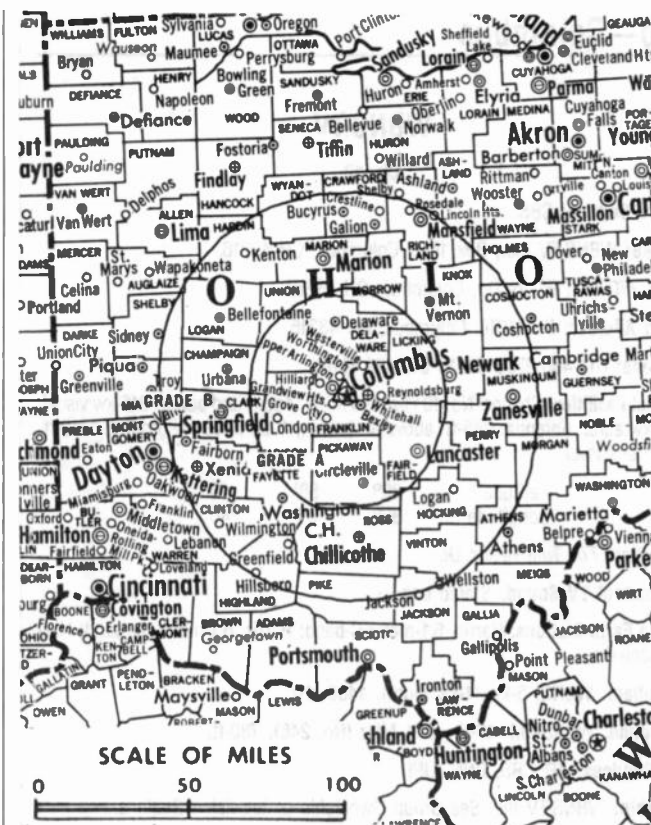 WILLIAMS FULTON Sylvania LUCAS Oregon
OTTAWA Port Clinton Sandusky Sheffield Lake GEAUGA
Wauseon Maumee Perrysburg Lorain Euclid
Bryan HENRY Bowling Green SANDUSKY Huron Amherst CUYAHOGA Cleveland
DEFIANCE Napoleon Fremont ERIE Oberlin Elyria Parma
Defiance WOOD Bellevue Norwalk LORAIN MEDINA Cuyahoga Falls
PAULDING PUTNAM SENECA HURON Akron
Paulding Fostoria Tiffin Willard ASHLAND Barberton
VAN WERT Delphos Findlay WYANDOT CRAWFORD Shelby Ashland Rittman Orrville Canton
HANCOCK Crestline Rosedale Wooster
Van Wert ALLEN Bucyrus Lincoln Hts. Massillon
Lima HARDIN Galion Mansfield WAYNE STARK
MERCER St. Marys Wapakoneta Kenton MARION Marion RICHLAND HOLMES Dover New Philadelphia
Celina AUGLAIZE O H I O
KNOX TUSCARAWAS
Portland SHELBY UNION MORROW Mt. Vernon COSHOCTON Uhrichsville
LOGAN Bellefontaine Delaware
DARKE Sidney DELAWARE LICKING Coshocton
Union City CHAMPAIGN Westerville
Piqua Worthington
Upper Arlington Columbus Newark Cambridge
Greenville Urbana Hilliard Reynoldsburg MUSKINGUM GUERNSEY
Troy Grandview Hts. Whitehall
GRADE B CLARK Grove City Bexley Zanesville
PREBLE MONTGOMERY Springfield London FRANKLIN NOBLE
Eaton Fairborn PERRY MORGAN
Dayton Xenia GRADE A PICKAWAY Lancaster
Kettering FAYETTE Circleville FAIRFIELD
Miamisburg Oakwood WASHINGTON
Oxford BUTLER Franklin CLINTON Washington C.H. Logan HOCKING Marietta
Middletown Wilmington ROSS ATHENS Belpre
Hamilton Lebanon VINTON Athens
Fairfield WARREN Greenfield Chillicothe
HAMILTON Loveland MEIGS WOOD
Cincinnati Hillsboro PIKE Wellston WIRT
BOONE Covington HIGHLAND Jackson
Florence Erlanger CLERMONT BROWN ADAMS JACKSON GALLIA JACKSON
KENTON CAMPBELL Georgetown SCIOTO Gallipolis ROANE
GALLATIN Portsmouth Point Pleasant
GRANT PENDLETON BRACKEN MASON
OWEN Maysville MASON LEWIS Ironton LAWRENCE PUTNAM
GREENUP Dunbar Charleston
CABELL Nitro
BOYD Huntington St. Albans
SCALE OF MILES WAYNE S. Charleston KANAWHA
0 50 100 LINCOLN BOONE
LAWRENCE